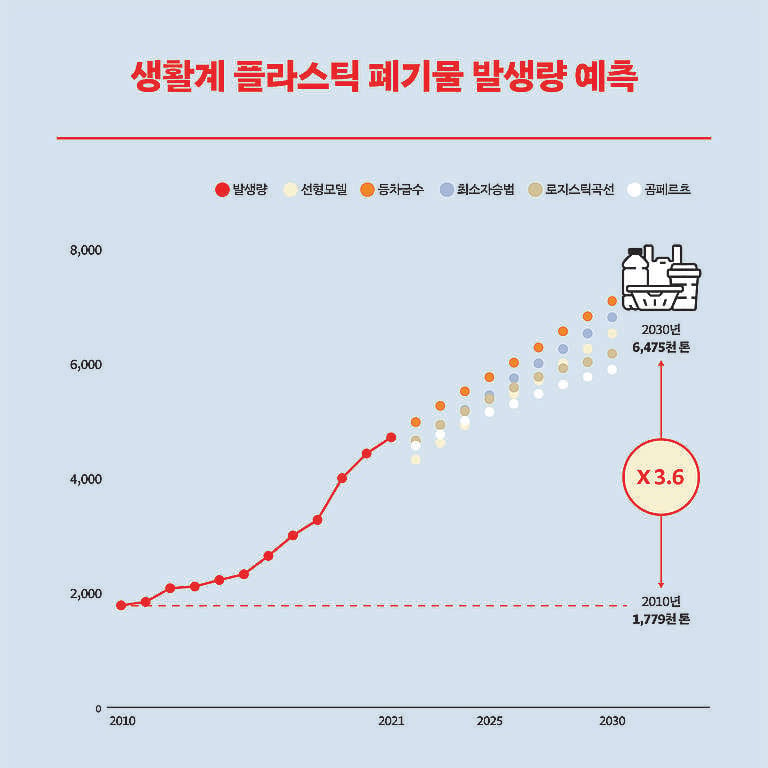 생활계 플라스틱 폐기물 발생량 예측
발생량 선형모델 등차급수 최소자승법 로지스틱곡선 곰페르츠
8,000
6,000
4,000
2,000
0
2010 2021 2025 2030
2030년
6,475천 톤
X 3.6
2010년
1,779천 톤